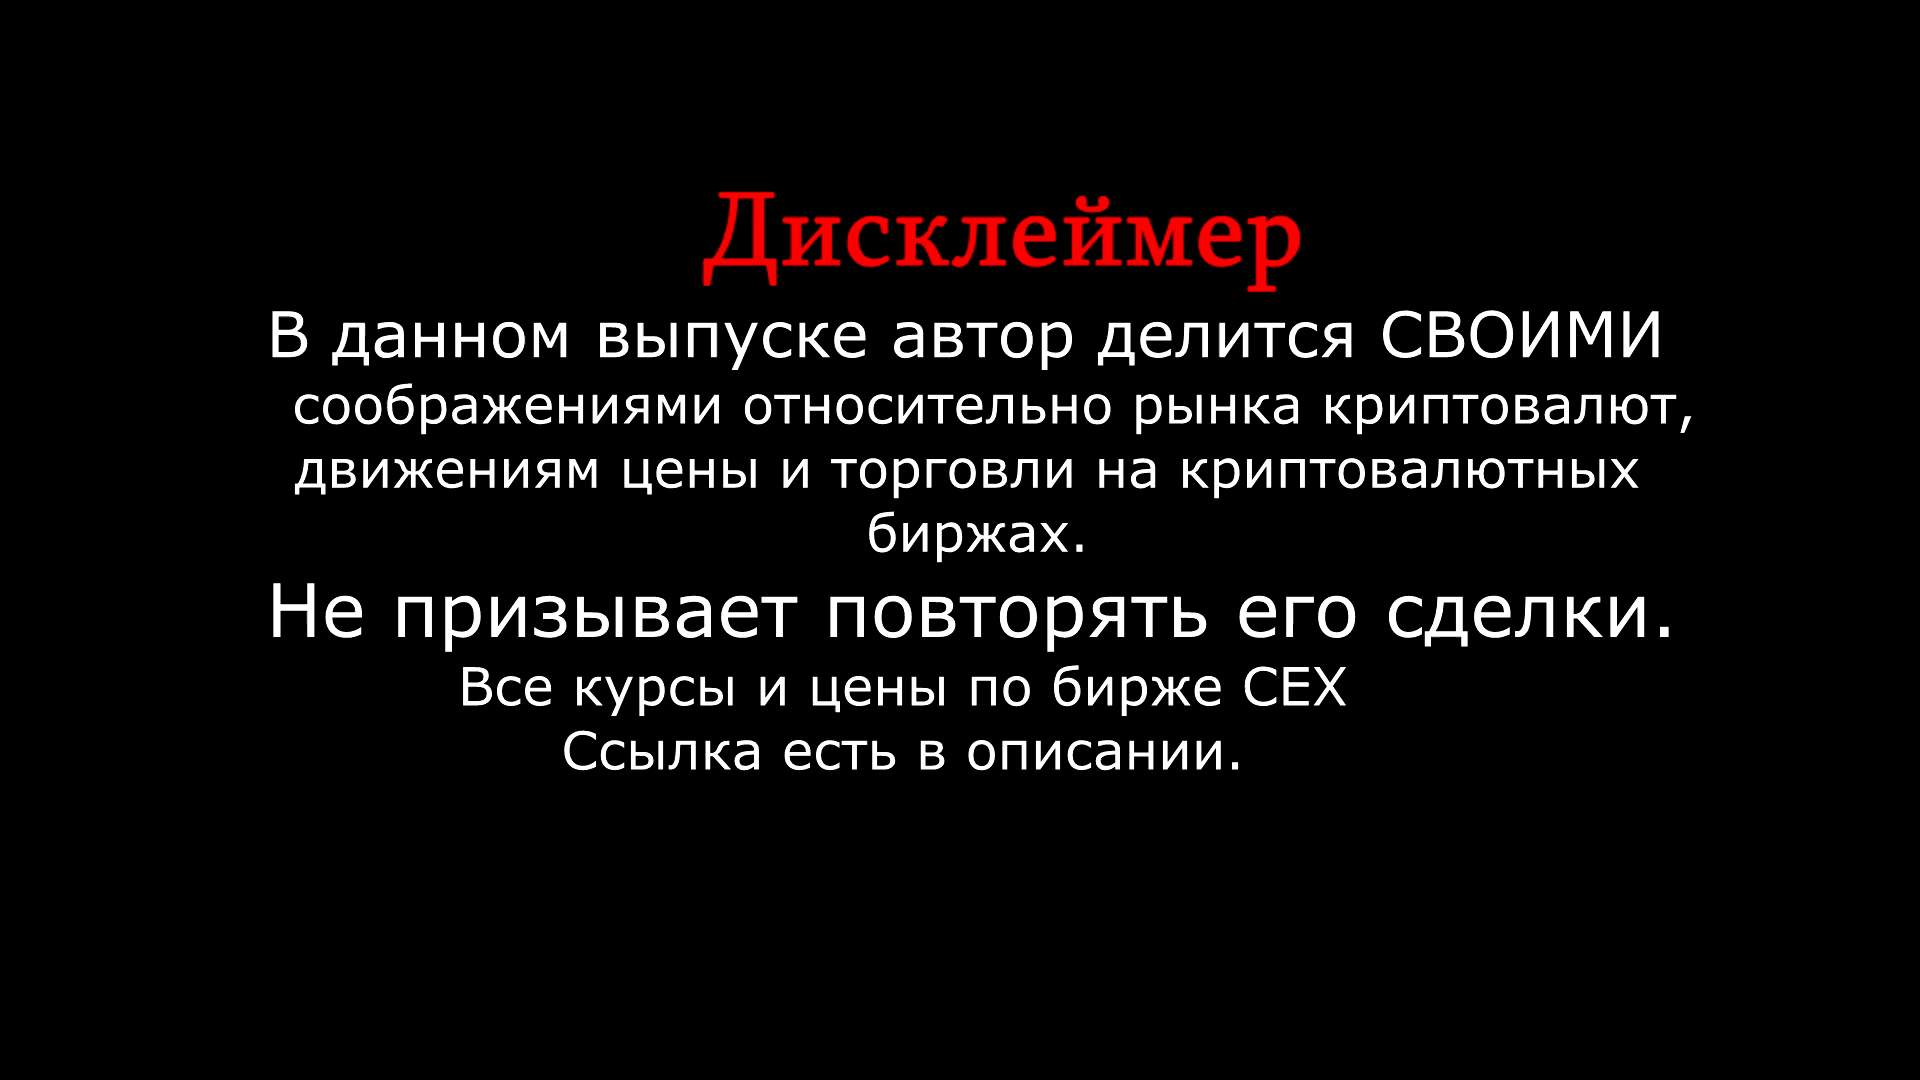 Дисклеймер
В данном выпуске автор делится СВОИМИ
соображениями относительно рынка криптовалют,
движениям цены и торговли на криптовалютных
биржах.
Не призывает повторять его сделки.
Все курсы и цены по бирже CEX
Ссылка есть в описании.